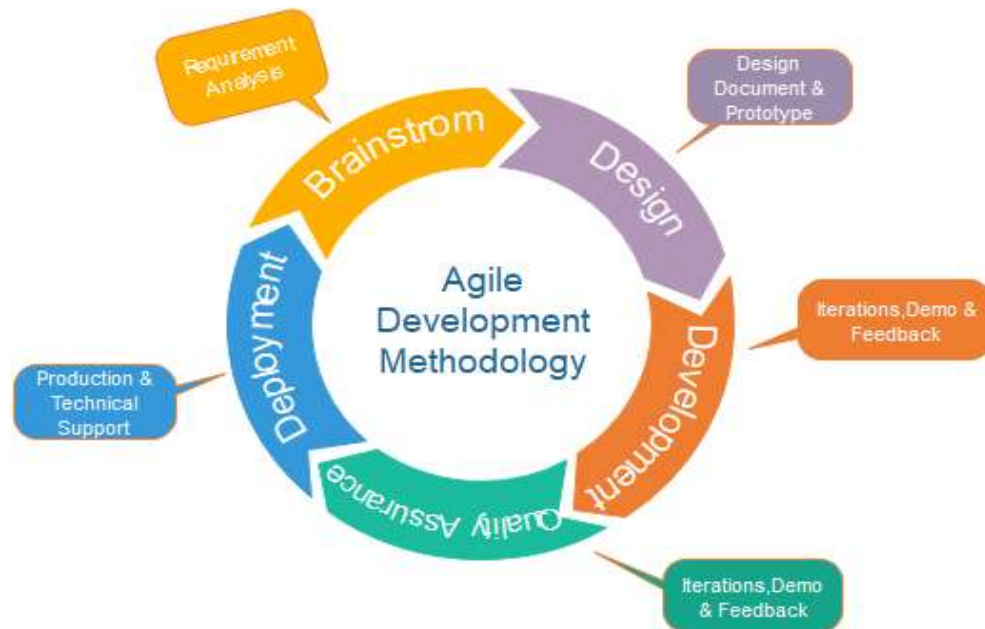 Requirement
Analysis
Brainstrom
Design
Document &
Prototype
Design
Agile
Development
Methodology
Iterations,Demo &
Feedback
Development
Production &
Technical
Support
Deployment
Quality Assurance
Iterations,Demo
& Feedback